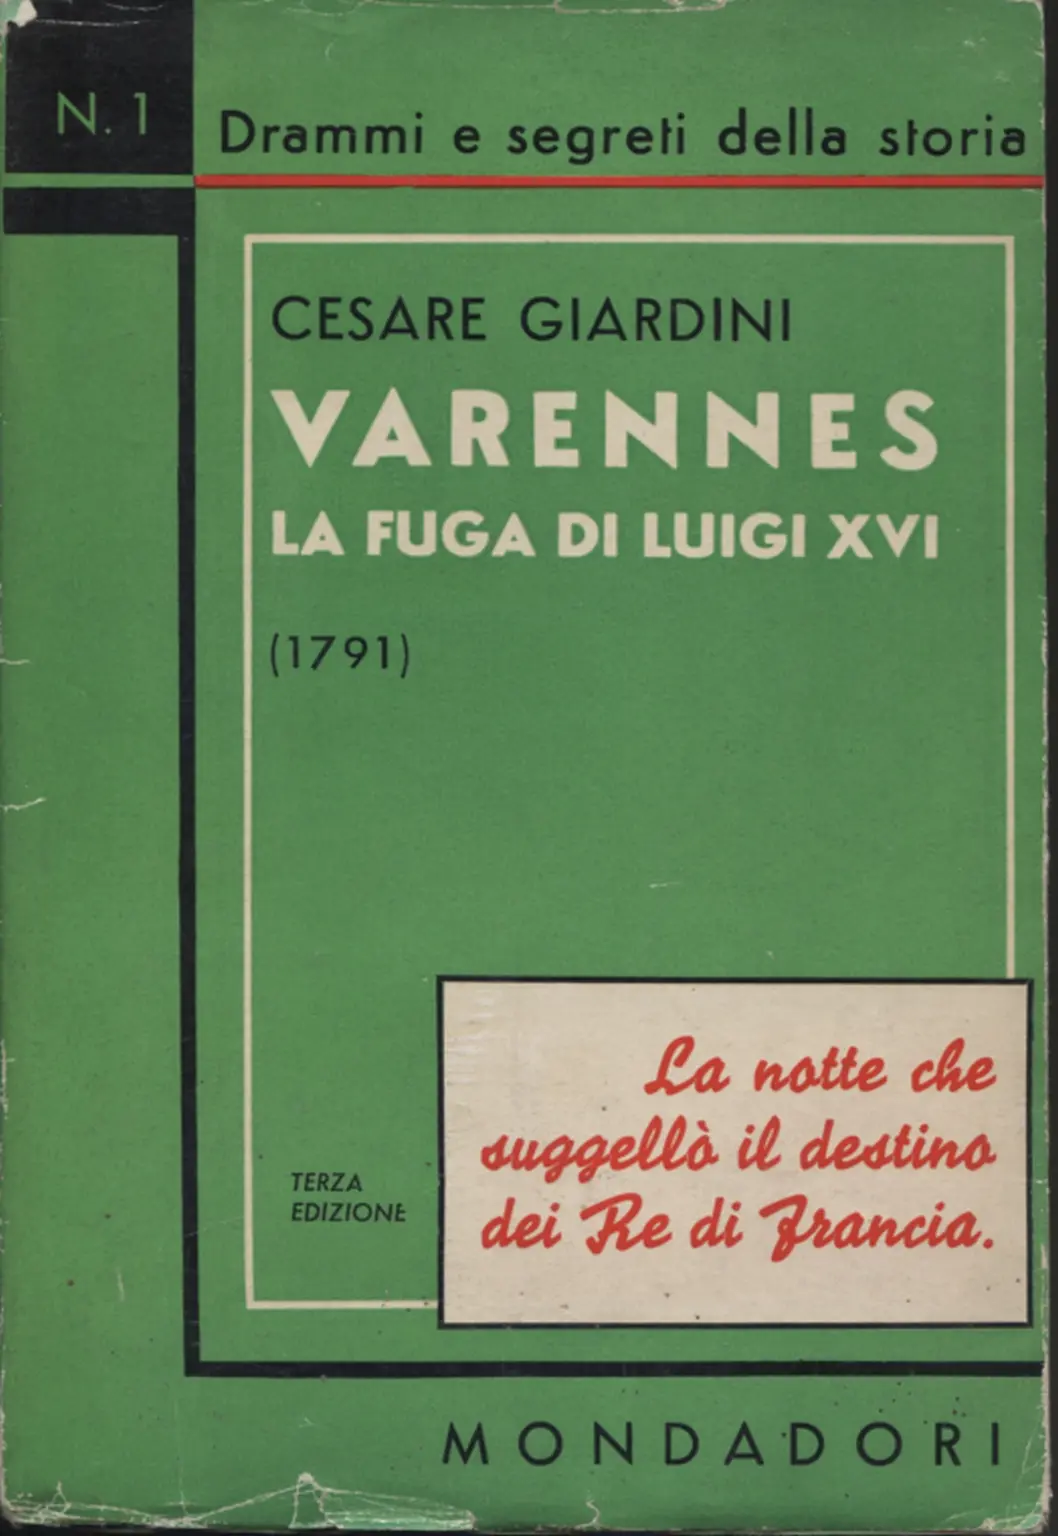 N. 1
Drammi e segreti della storia
CESARE GIARDINI
VARENNES
LA FUGA DI LUIGI XVI
(1791)
La notte che
suggellò il destino
dei Re di Francia.
TERZA
EDIZIONE
MONDADORI